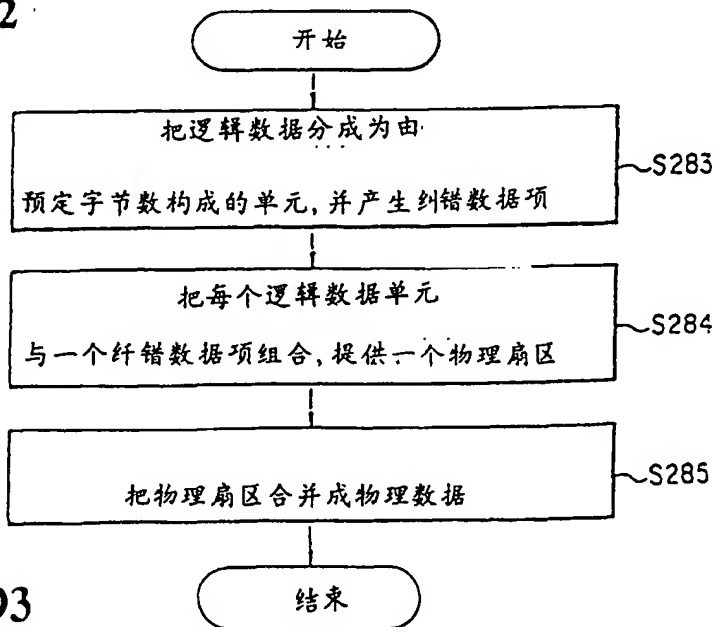 2
开始
把逻辑数据分成为由
预定字节数构成的单元,并产生纠错数据项
S283
把每个逻辑数据单元
与一个纤错数据项组合,提供一个物理扇区
S284
把物理扇区合并成物理数据
S285
结束
93